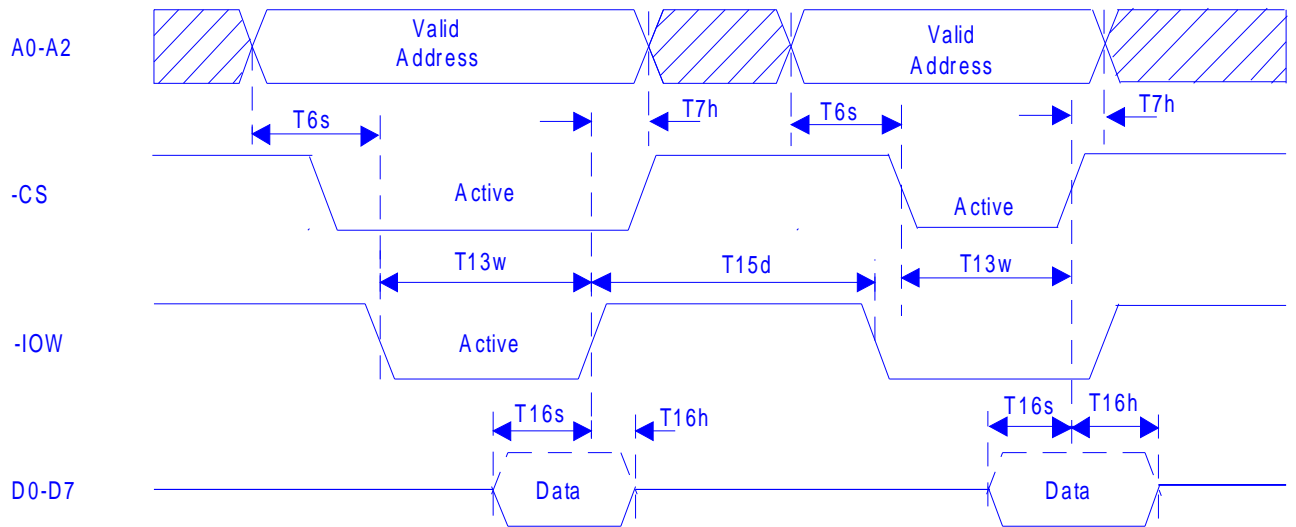 A0-A2
Valid
Address
Valid
Address
T6s
T7h
T6s
T7h
-CS
Active
Active
T13w
T15d
T13w
-IOW
Active
T16s
T16h
T16s
T16h
D0-D7
Data
Data